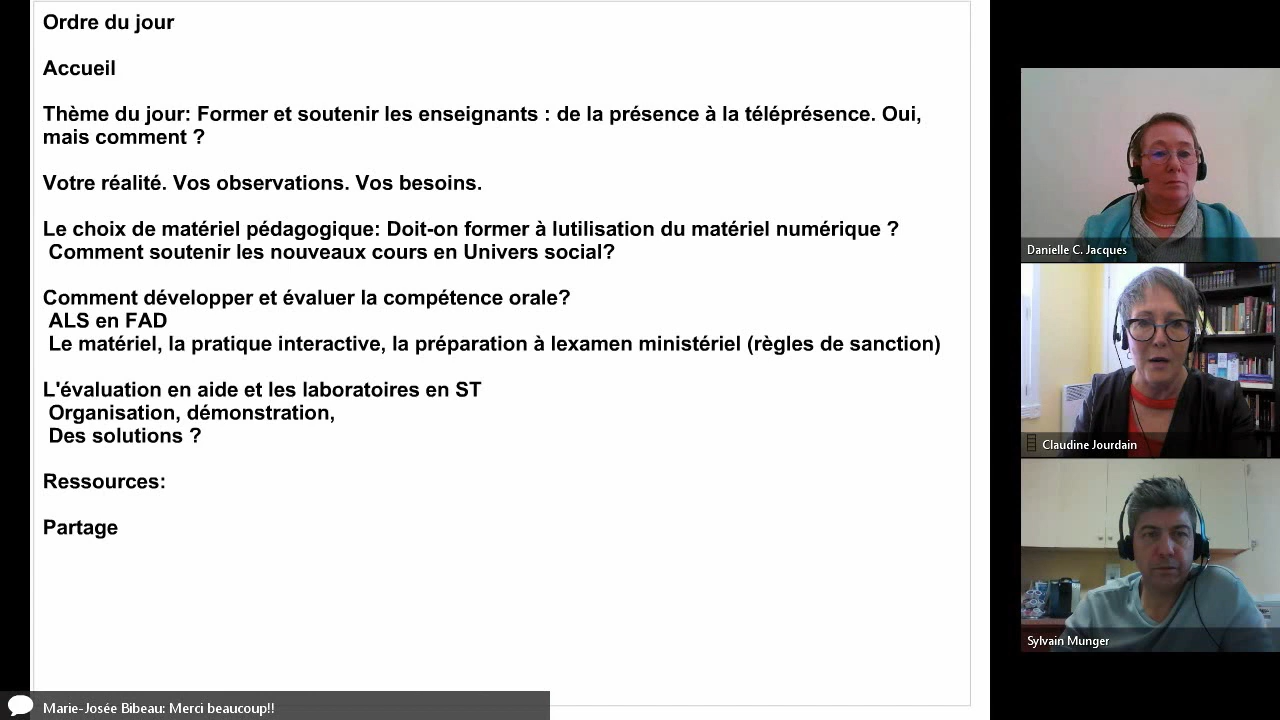 Ordre du jour
Accueil
Thème du jour: Former et soutenir les enseignants : de la présence à la téléprésence. Oui,
mais comment ?
Votre réalité. Vos observations. Vos besoins.
Le choix de matériel pédagogique: Doit-on former à lutilisation du matériel numérique ?
Comment soutenir les nouveaux cours en Univers social?
Comment développer et évaluer la compétence orale?
ALS en FAD
Le matériel, la pratique interactive, la préparation à lexamen ministériel (règles de sanction)
L'évaluation en aide et les laboratoires en ST
Organisation, démonstration,
Des solutions ?
Ressources:
Partage
Danielle C. Jacques
Claudine Jourdain
Sylvain Munger
Marie-Josée Bibeau: Merci beaucoup!!